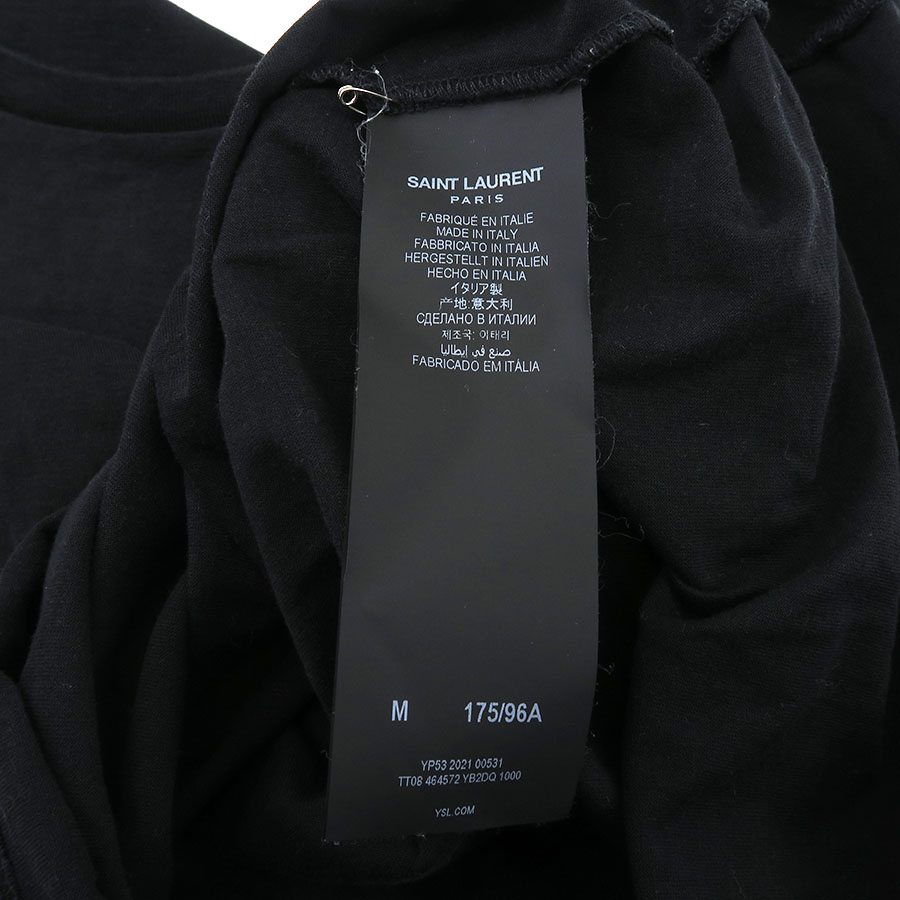 SAINT LAURENT
PARIS
FABRIQUÉ EN ITALIE
MADE IN ITALY
FABBRICATO IN ITALIA
HERGESTELLT IN ITALIEN
HECHO EN ITALIA
イタリア製
产地:意大利
СДЕЛАНО В ИТАЛИИ
제조국: 이태리
صنع في إيطاليا
FABRICADO EM ITÁLIA
M 175/96A
YP53 2021 00531
TT08 464572 YB2DQ 1000
YSL.COM